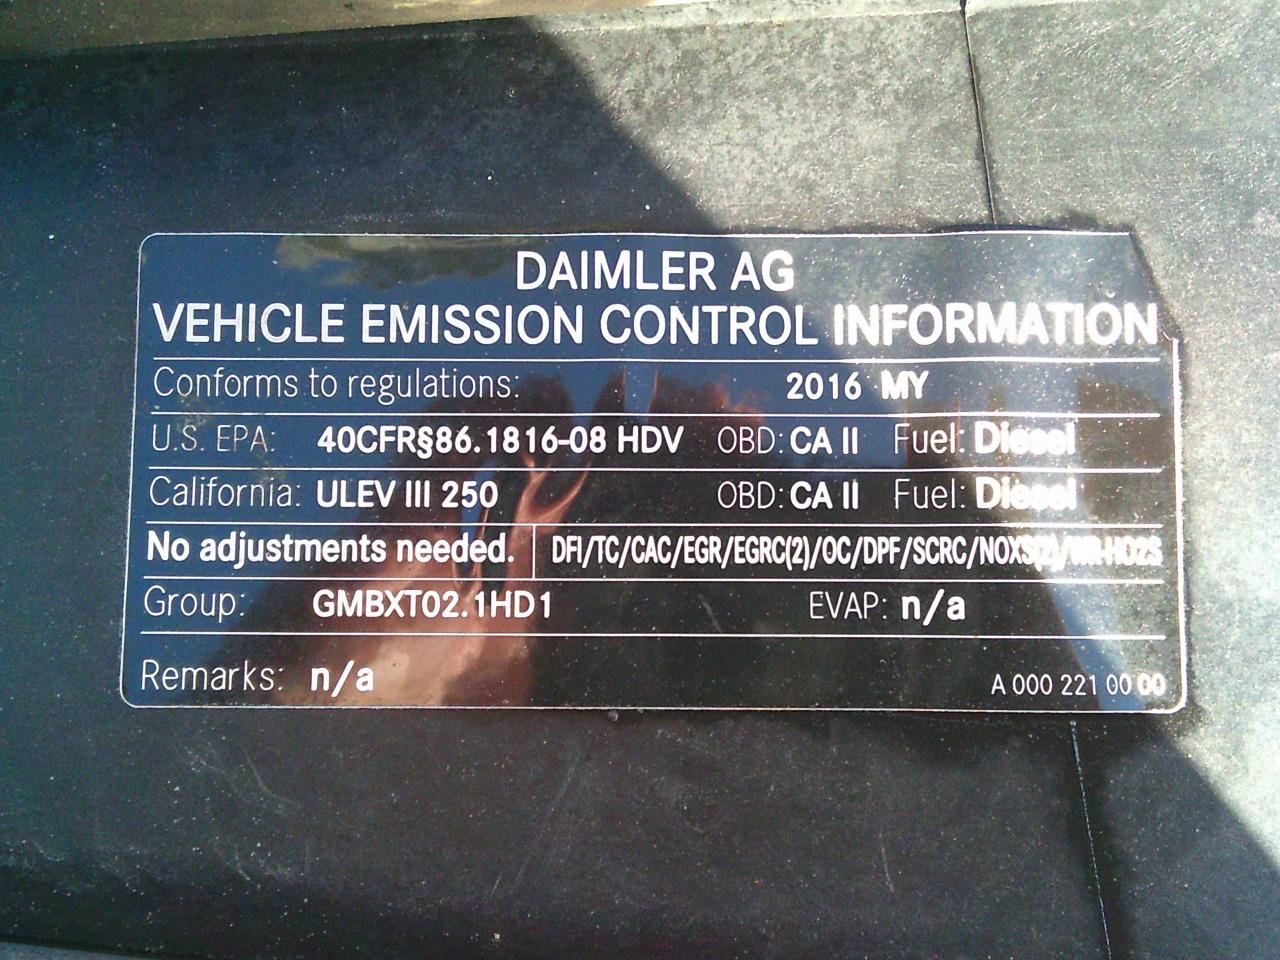 DAIMLER AG
VEHICLE EMISSION CONTROL INFORMATION
Conforms to regulations: 2016 MY
U.S. EPA: 40CFR§86.1816-08 HDV OBD: CA II Fuel: Diesel
California: ULEV III 250 OBD: CA II Fuel: Diesel
No adjustments needed. DFI/TC/CAC/EGR/EGRC(2)/OC/DPF/SCRC/NOXS(2)/WR-HO2S
Group: GMBXT02.1HD1 EVAP: n/a
Remarks: n/a A 000 221 00 00